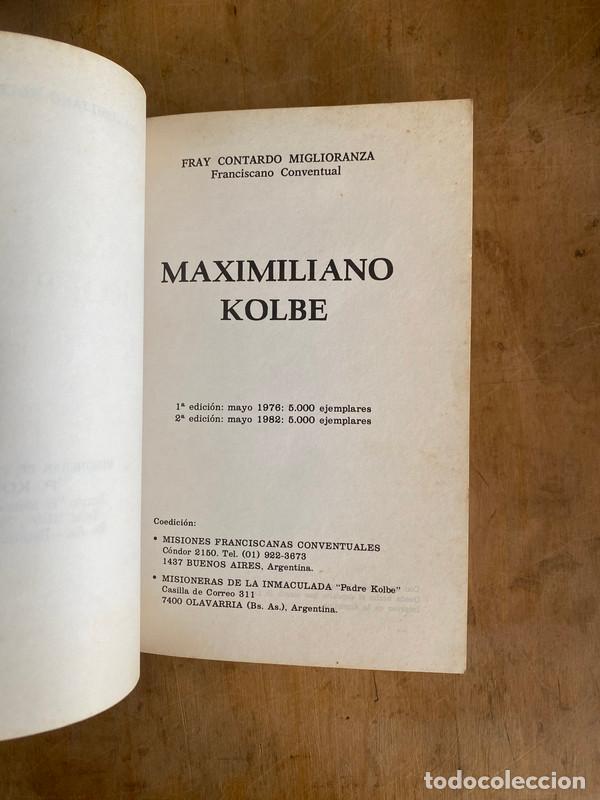 FRAY CONTARDO MIGLIORANZA
Franciscano Conventual
MAXIMILIANO
KOLBE
1ª edición: mayo 1976: 5.000 ejemplares
2ª edición: mayo 1982: 5.000 ejemplares
Coedición:
• MISIONES FRANCISCANAS CONVENTUALES
Cóndor 2150. Tel. (01) 922-3673
1437 BUENOS AIRES, Argentina.
• MISIONERAS DE LA INMACULADA "Padre Kolbe"
Casilla de Correo 311
7400 OLAVARRIA (Bs. As.), Argentina.
todocoleccion